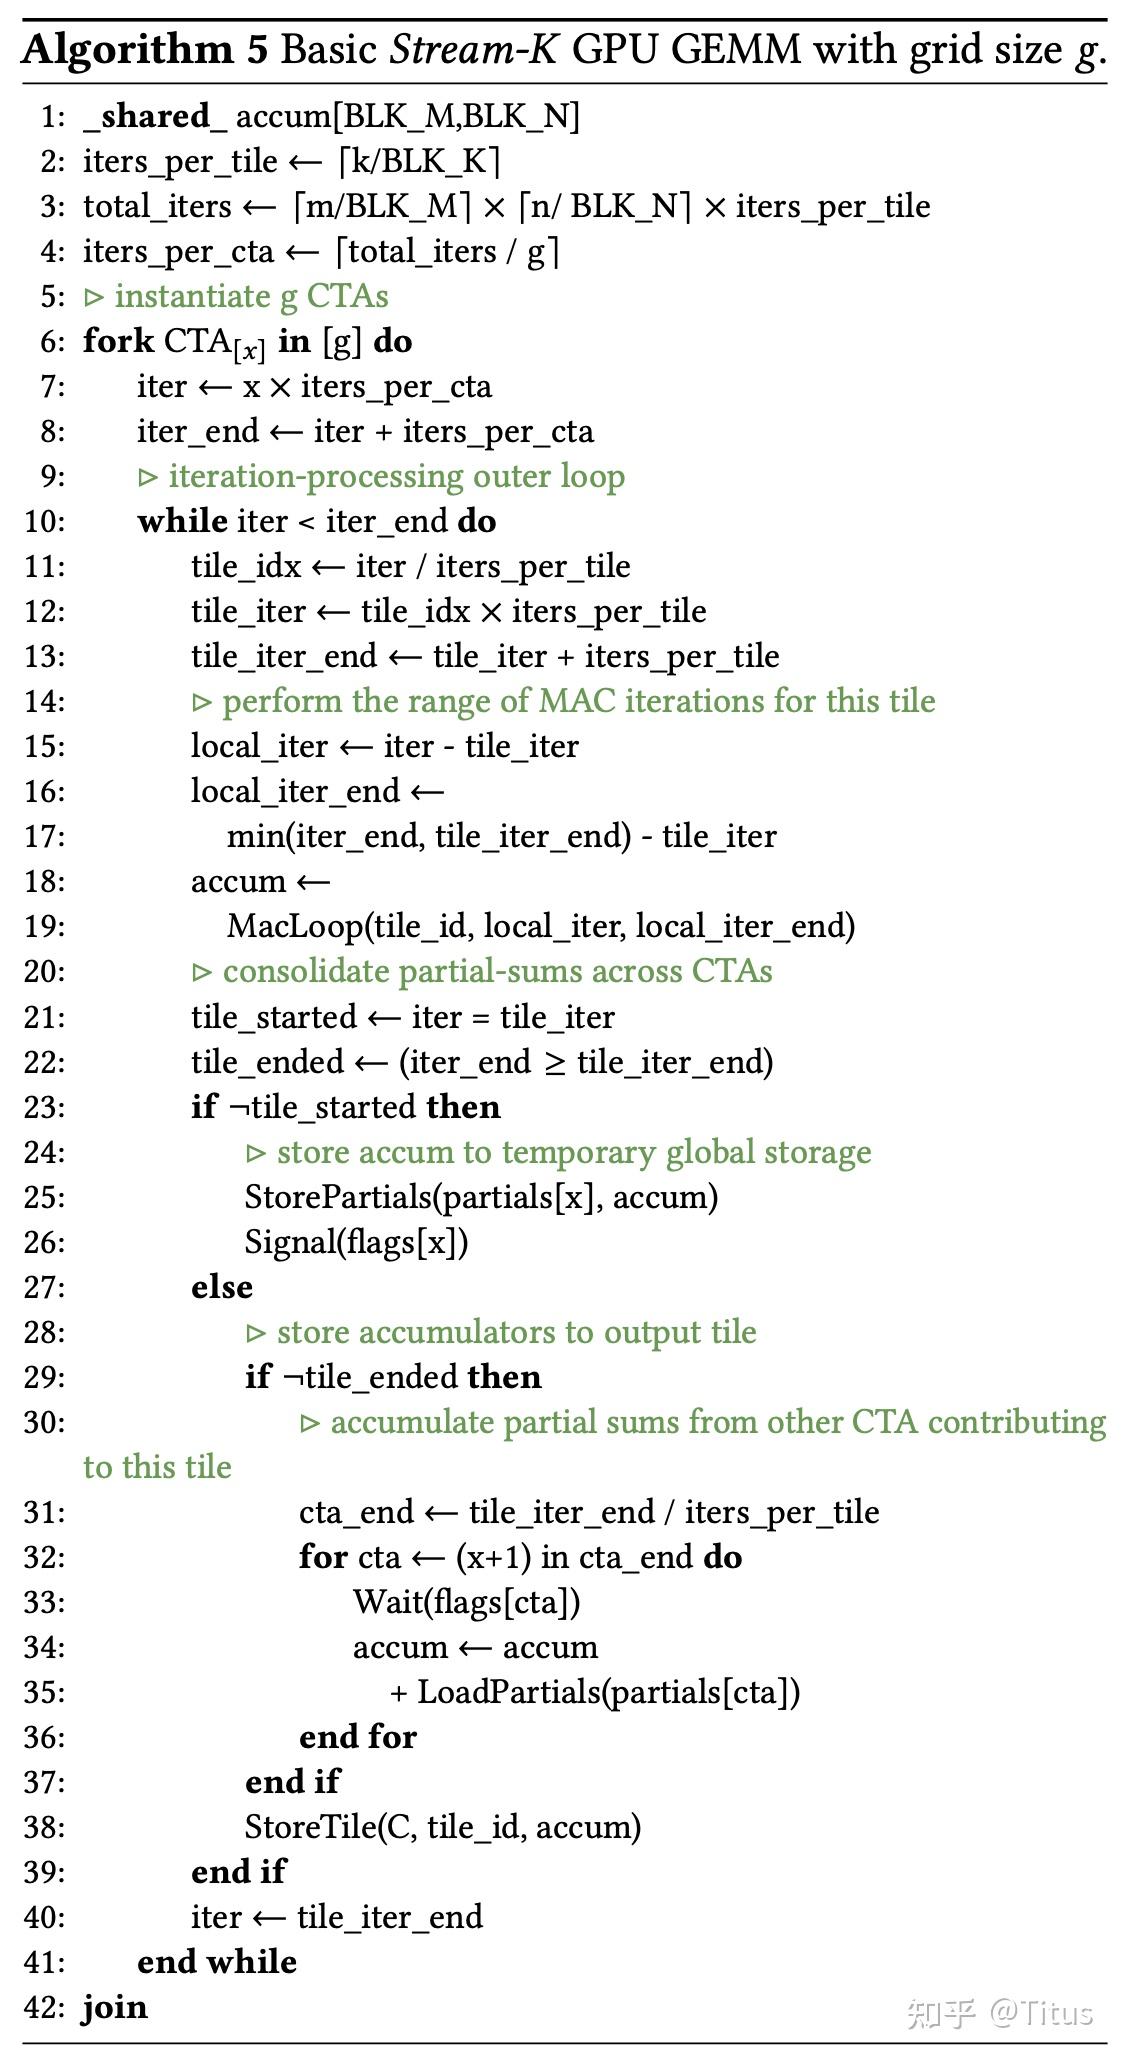 Algorithm 5 Basic Stream-K GPU GEMM with grid size g.
1: _shared_ accum[BLK_M,BLK_N]
2: iters_per_tile ← ⌈k/BLK_K⌉
3: total_iters ← ⌈m/BLK_M⌉ × ⌈n/ BLK_N⌉ × iters_per_tile
4: iters_per_cta ← ⌈total_iters / g⌉
5: ▷ instantiate g CTAs
6: fork CTA[x] in [g] do
7: iter ← x × iters_per_cta
8: iter_end ← iter + iters_per_cta
9: ▷ iteration-processing outer loop
10: while iter < iter_end do
11: tile_idx ← iter / iters_per_tile
12: tile_iter ← tile_idx × iters_per_tile
13: tile_iter_end ← tile_iter + iters_per_tile
14: ▷ perform the range of MAC iterations for this tile
15: local_iter ← iter - tile_iter
16: local_iter_end ←
17: min(iter_end, tile_iter_end) - tile_iter
18: accum ←
19: MacLoop(tile_id, local_iter, local_iter_end)
20: ▷ consolidate partial-sums across CTAs
21: tile_started ← iter = tile_iter
22: tile_ended ← (iter_end ≥ tile_iter_end)
23: if ¬tile_started then
24: ▷ store accum to temporary global storage
25: StorePartials(partials[x], accum)
26: Signal(flags[x])
27: else
28: ▷ store accumulators to output tile
29: if ¬tile_ended then
30: ▷ accumulate partial sums from other CTA contributing
to this tile
31: cta_end ← tile_iter_end / iters_per_tile
32: for cta ← (x+1) in cta_end do
33: Wait(flags[cta])
34: accum ← accum
35: + LoadPartials(partials[cta])
36: end for
37: end if
38: StoreTile(C, tile_id, accum)
39: end if
40: iter ← tile_iter_end
41: end while
42: join
知乎 @Titus